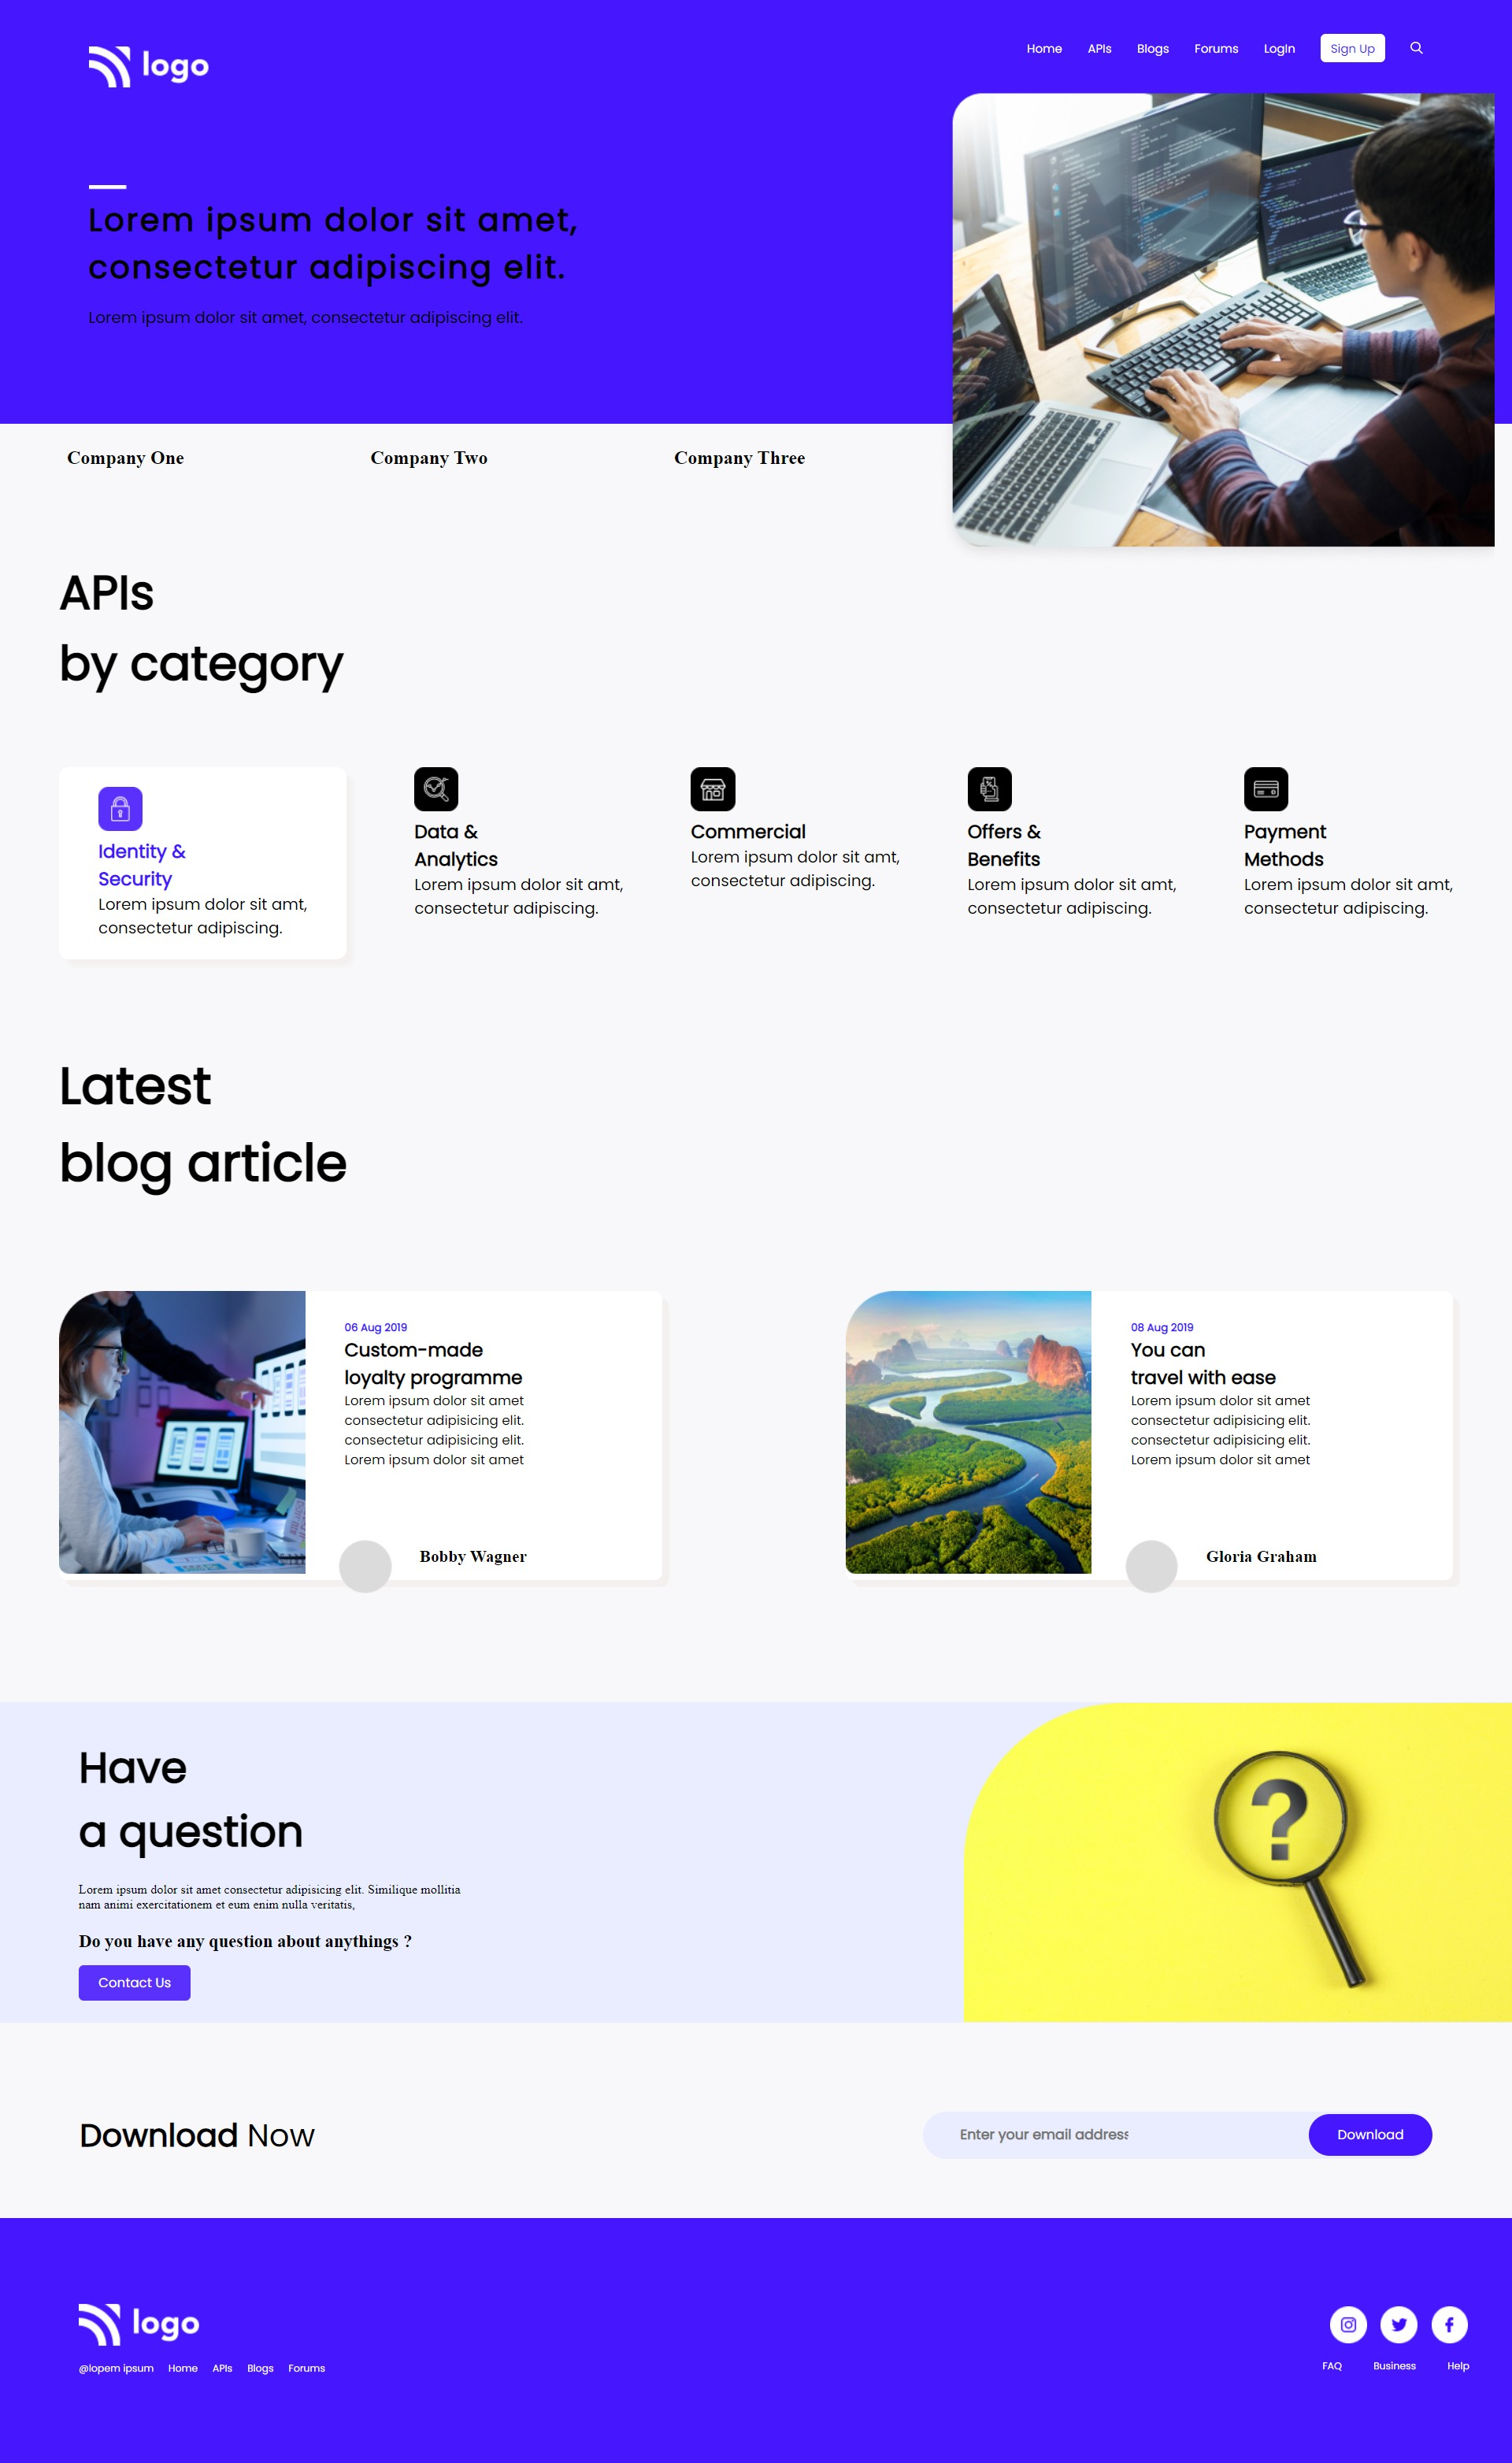 logo
Home APIs Blogs Forums Login Sign Up
Lorem ipsum dolor sit amet,
consectetur adipiscing elit.
Lorem ipsum dolor sit amet, consectetur adipiscing elit.
Company One
Company Two
Company Three
APIs
by category
Identity &
Security
Lorem ipsum dolor sit amt,
consectetur adipiscing.
Data &
Analytics
Lorem ipsum dolor sit amt,
consectetur adipiscing.
Commercial
Lorem ipsum dolor sit amt,
consectetur adipiscing.
Offers &
Benefits
Lorem ipsum dolor sit amt,
consectetur adipiscing.
Payment
Methods
Lorem ipsum dolor sit amt,
consectetur adipiscing.
Latest
blog article
06 Aug 2019
Custom-made
loyalty programme
Lorem ipsum dolor sit amet
consectetur adipisicing elit.
consectetur adipisicing elit.
Lorem ipsum dolor sit amet
Bobby Wagner
08 Aug 2019
You can
travel with ease
Lorem ipsum dolor sit amet
consectetur adipisicing elit.
consectetur adipisicing elit.
Lorem ipsum dolor sit amet
Gloria Graham
Have
a question
Lorem ipsum dolor sit amet consectetur adipisicing elit. Similique mollitia
nam animi exercitationem et eum enim nulla veritatis,
Do you have any question about anythings ?
Contact Us
?
Download Now
Enter your email address
Download
logo
@lopem ipsum Home APIs Blogs Forums
FAQ Business Help